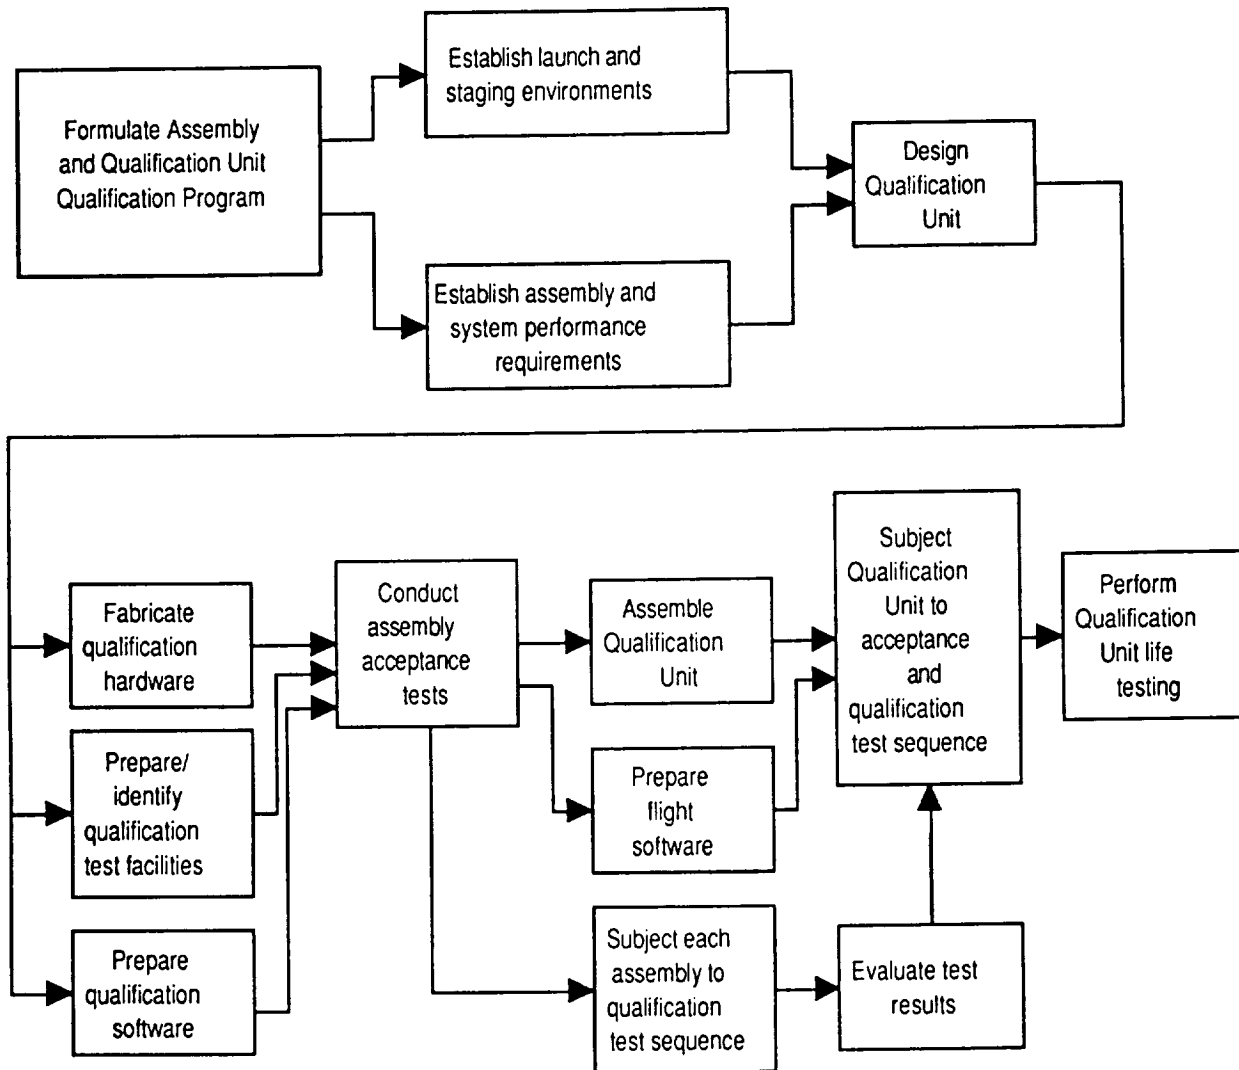 Establish launch and
staging environments
Formulate Assembly
and Qualification Unit
Qualification Program
Design
Qualification
Unit
Establish assembly and
system performance
requirements
Fabricate
qualification
hardware
Conduct
assembly
acceptance
tests
Assemble
Qualification
Unit
Subject
Qualification
Unit to
acceptance
and
qualification
test sequence
Perform
Qualification
Unit life
testing
Prepare/
identify
qualification
test facilities
Prepare
flight
software
Prepare
qualification
software
Subject each
assembly to
qualification
test sequence
Evaluate test
results